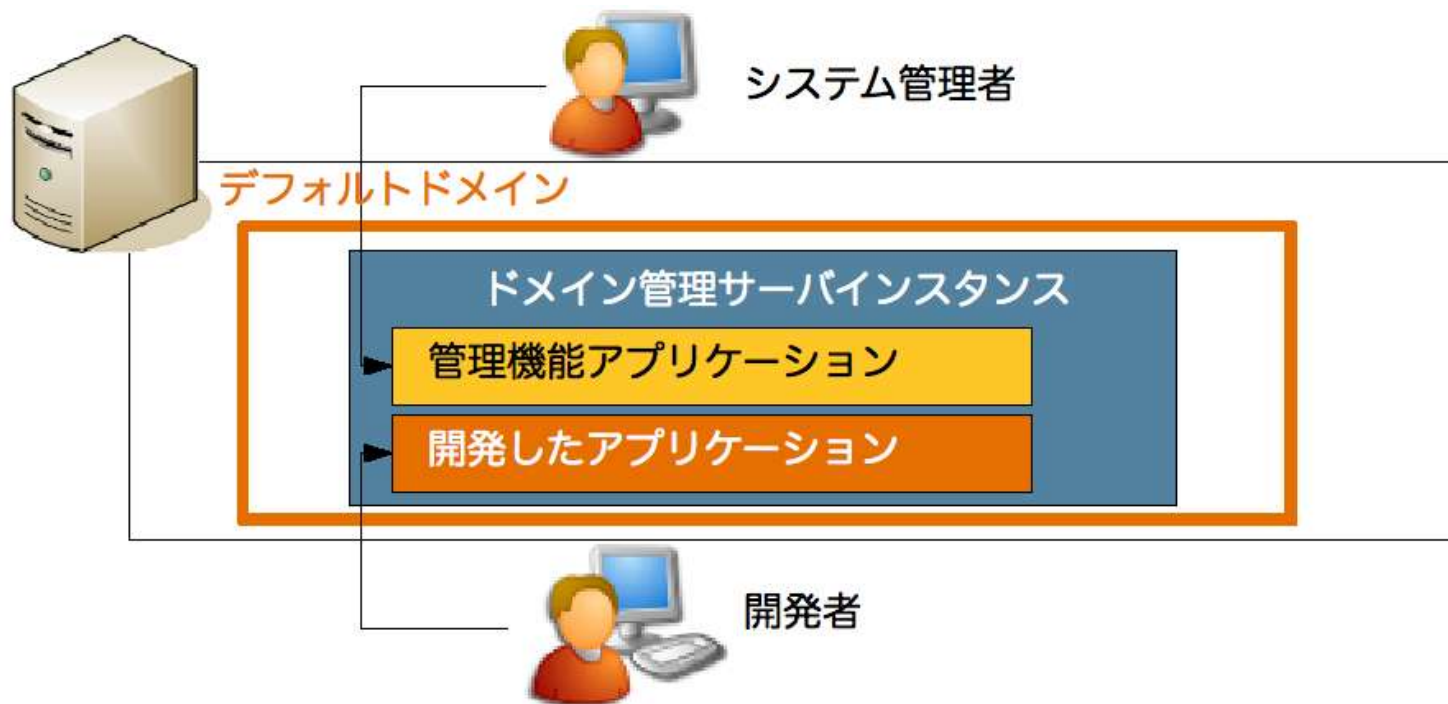 システム管理者
デフォルトドメイン
ドメイン管理サーバインスタンス
管理機能アプリケーション
開発したアプリケーション
開発者